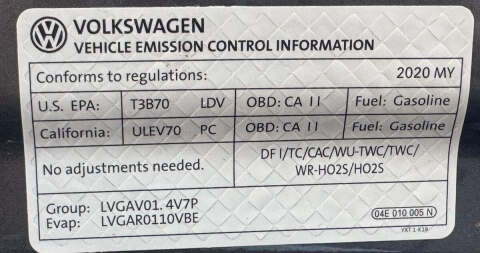 VOLKSWAGEN
VEHICLE EMISSION CONTROL INFORMATION
Conforms to regulations: 2020 MY
U.S. EPA: T3B70 LDV OBD: CA II Fuel: Gasoline
California: ULEV70 PC OBD: CA II Fuel: Gasoline
No adjustments needed. DFI/TC/CAC/WU-TWC/TWC/
WR-HO2S/HO2S
Group: LVGAV01.4V7P
Evap: LVGAR0110VBE
04E 010 005 N